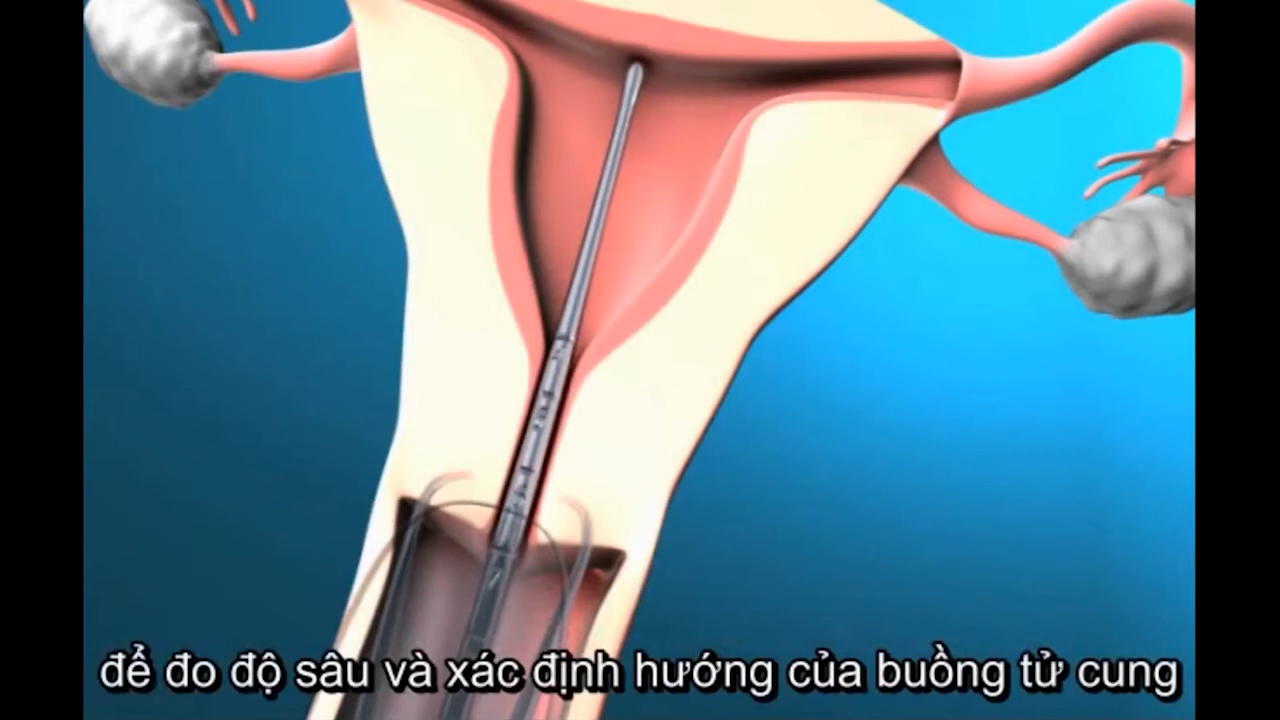 để đo độ sâu và xác định hướng của buồng tử cung